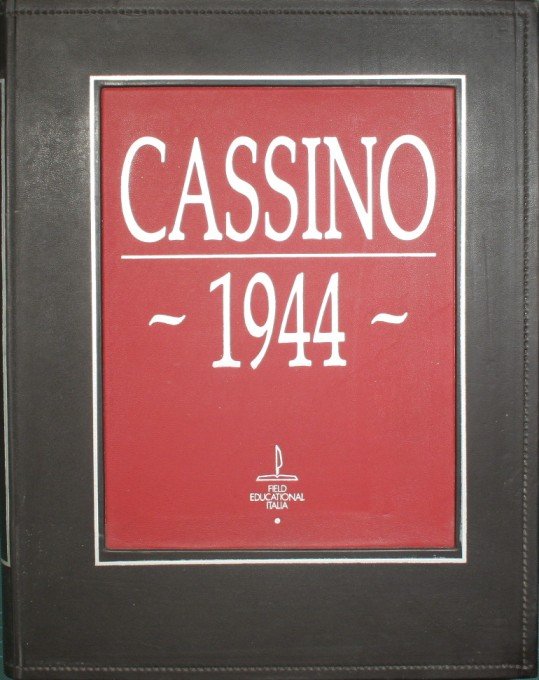 CASSINO
~ 1944 ~
FIELD
EDUCATIONAL
ITALIA